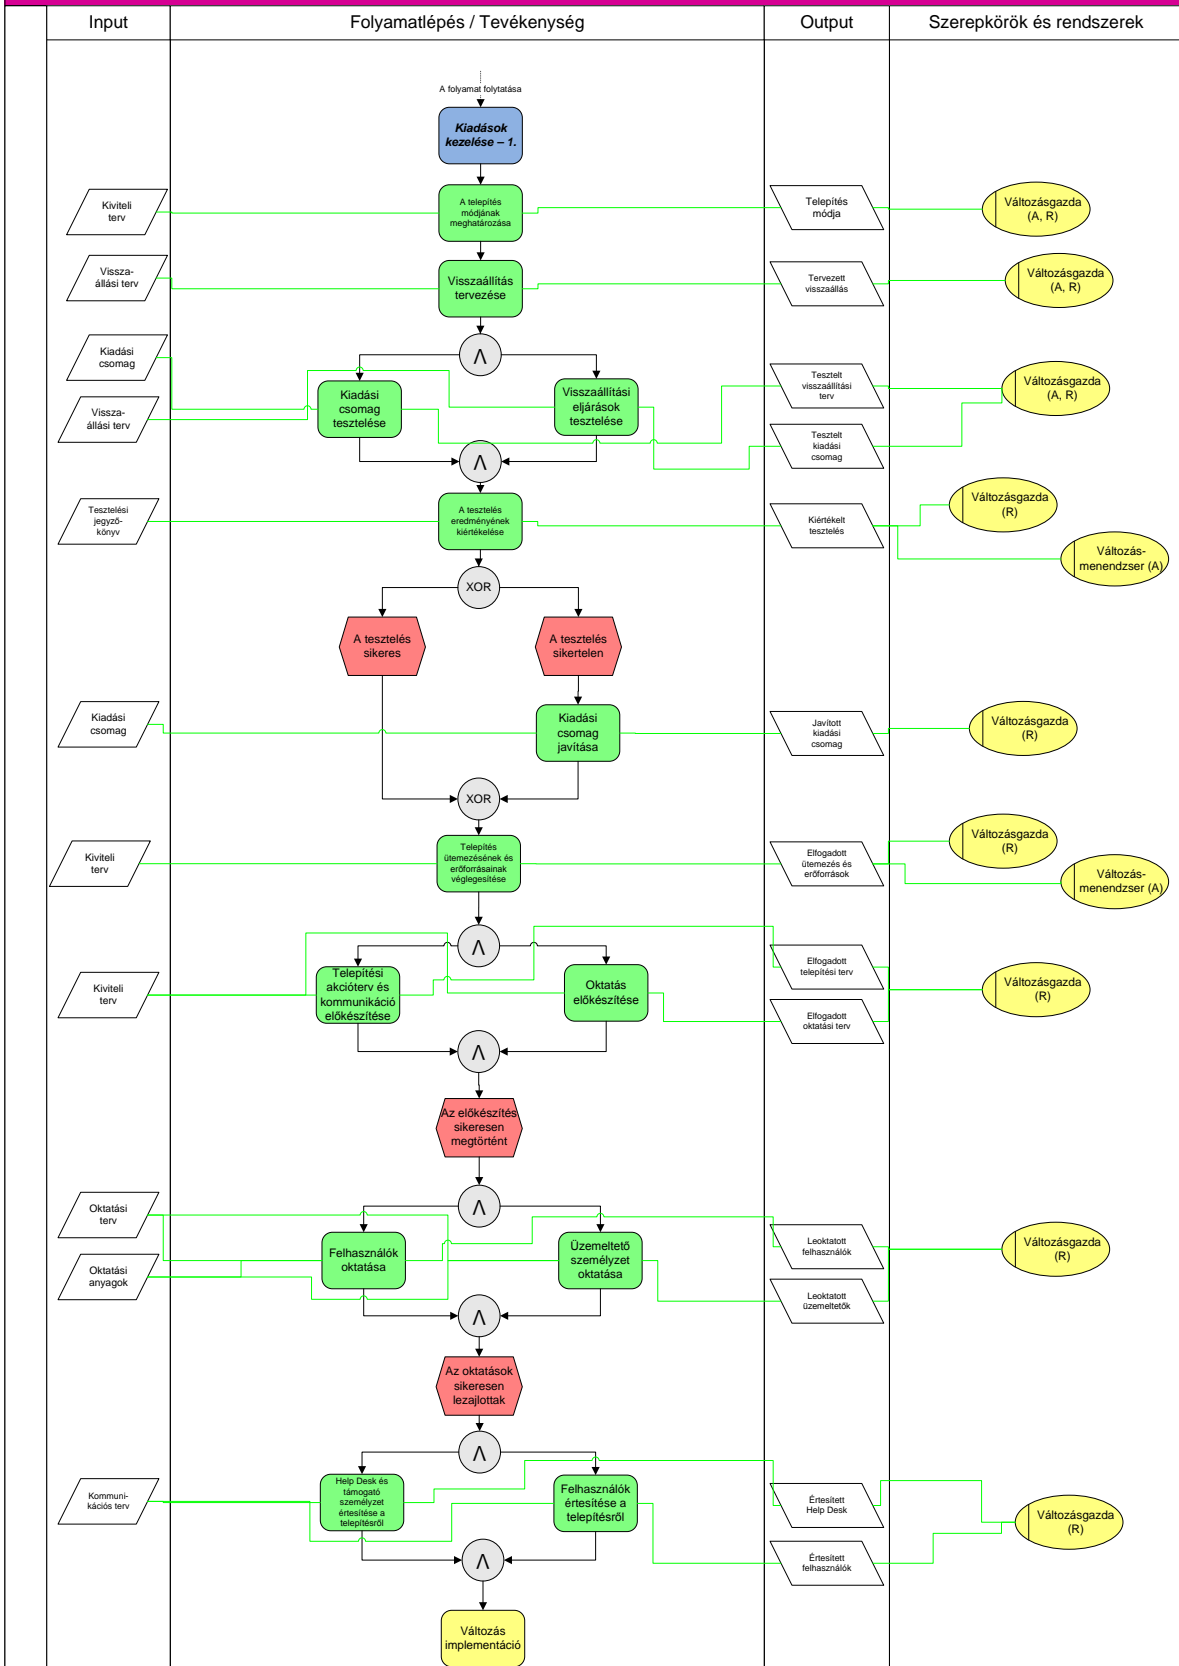 Input
Folyamatlépés / Tevékenység
Output
Szerepkörök és rendszerek
A folyamat folytatása
Kiadások
kezelése – 1.
Kiviteli
terv
A telepítés
módjának
meghatározása
Telepítés
módja
Változásgazda
(A, R)
Vissza-
állási terv
Visszaállítás
tervezése
Tervezett
visszaállás
Változásgazda
(A, R)
Λ
Kiadási
csomag
Vissza-
állási terv
Kiadási
csomag
tesztelése
Visszaállítási
eljárások
tesztelése
Tesztelt
visszaállítási
terv
Tesztelt
kiadási
csomag
Változásgazda
(A, R)
Λ
Tesztelési
jegyző-
könyv
A tesztelés
eredményének
kiértékelése
Kiértékelt
tesztelés
Változásgazda
(R)
Változás-
menendzser (A)
XOR
A tesztelés
sikeres
A tesztelés
sikertelen
Kiadási
csomag
Kiadási
csomag
javítása
Javított
kiadási
csomag
Változásgazda
(R)
XOR
Kiviteli
terv
Telepítés
ütemezésének és
erőforrásainak
véglegesítése
Elfogadott
ütemezés és
erőforrások
Változásgazda
(R)
Változás-
menendzser (A)
Λ
Kiviteli
terv
Telepítési
akcióterv és
kommunikáció
előkészítése
Oktatás
előkészítése
Elfogadott
telepítési terv
Elfogadott
oktatási terv
Változásgazda
(R)
Λ
Az előkészítés
sikeresen
megtörtént
Λ
Oktatási
terv
Oktatási
anyagok
Felhasználók
oktatása
Üzemeltető
személyzet
oktatása
Leoktatott
felhasználók
Leoktatott
üzemeltetők
Változásgazda
(R)
Λ
Az oktatások
sikeresen
lezajlottak
Λ
Kommuni-
kációs terv
Help Desk és
támogató
személyzet
értesítése a
telepítésről
Felhasználók
értesítése a
telepítésről
Értesített
Help Desk
Értesített
felhasználók
Változásgazda
(R)
Λ
Változás
implementáció